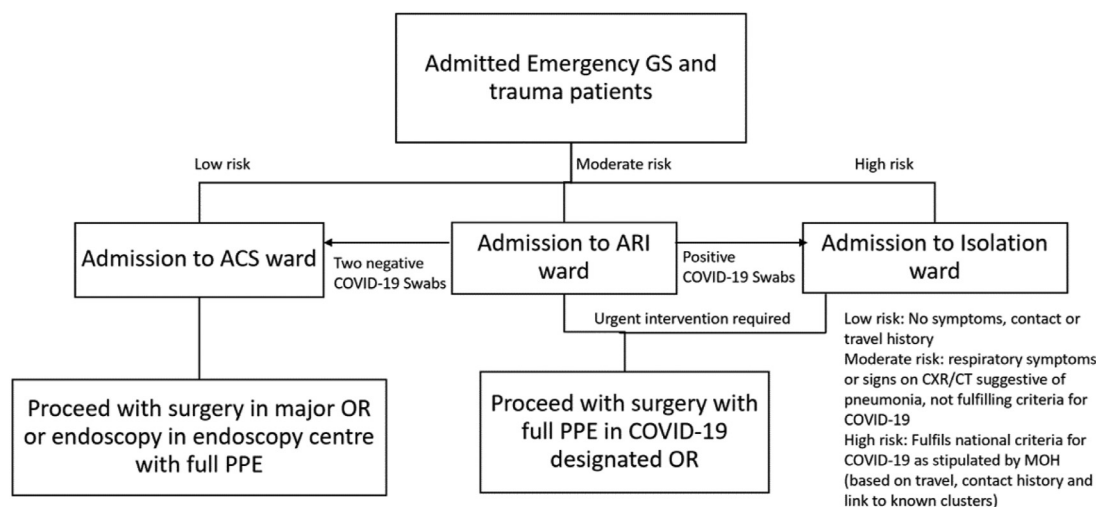 Admitted Emergency GS and
trauma patients
Low risk
Moderate risk
High risk
Admission to ACS ward
Two negative
COVID-19 Swabs
Admission to ARI
ward
Positive
COVID-19 Swabs
Admission to Isolation
ward
Urgent intervention required
Proceed with surgery in major OR
or endoscopy in endoscopy centre
with full PPE
Proceed with surgery with
full PPE in COVID-19
designated OR
Low risk: No symptoms, contact or
travel history
Moderate risk: respiratory symptoms
or signs on CXR/CT suggestive of
pneumonia, not fulfilling criteria for
COVID-19
High risk: Fulfils national criteria for
COVID-19 as stipulated by MOH
(based on travel, contact history and
link to known clusters)